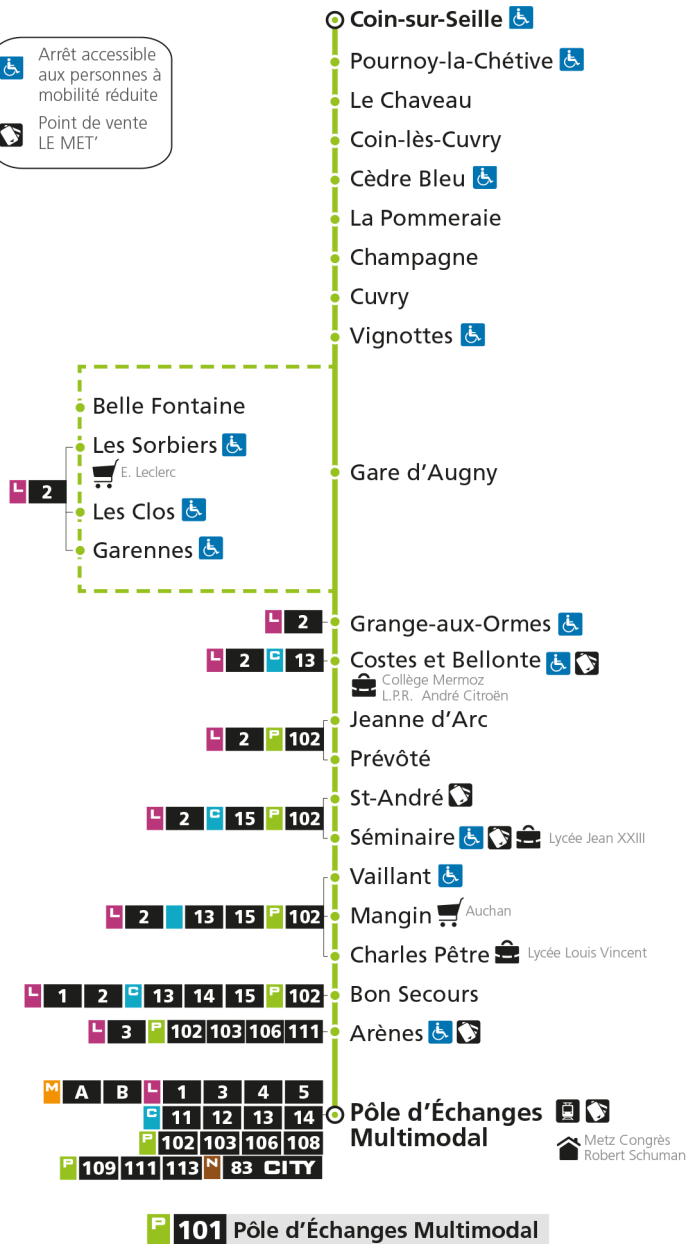 Coin-sur-Seille
Arrêt accessible
aux personnes à
mobilité réduite
Point de vente
LE MET'
Pournoy-la-Chétive
Le Chaveau
Coin-lès-Cuvry
Cèdre Bleu
La Pommeraie
Champagne
Cuvry
Vignottes
Belle Fontaine
Les Sorbiers
E. Leclerc
L 2
Les Clos
Garennes
Gare d'Augny
L 2 Grange-aux-Ormes
L 2 C 13 Costes et Bellonte
Collège Mermoz
L.P.R. André Citroën
Jeanne d'Arc
L 2 P 102
Prévôté
St-André
L 2 C 15 P 102
Séminaire Lycée Jean XXIII
Vaillant
L 2 13 15 P 102 Mangin Auchan
Charles Pêtre Lycée Louis Vincent
L 1 2 C 13 14 15 P 102 Bon Secours
L 3 P 102 103 106 111 Arènes
M A B L 1 3 4 5
C 11 12 13 14
P 102 103 106 108
P 109 111 113 N 83 CITY
Pôle d'Échanges
Multimodal
Metz Congrès
Robert Schuman
P 101 Pôle d'Échanges Multimodal